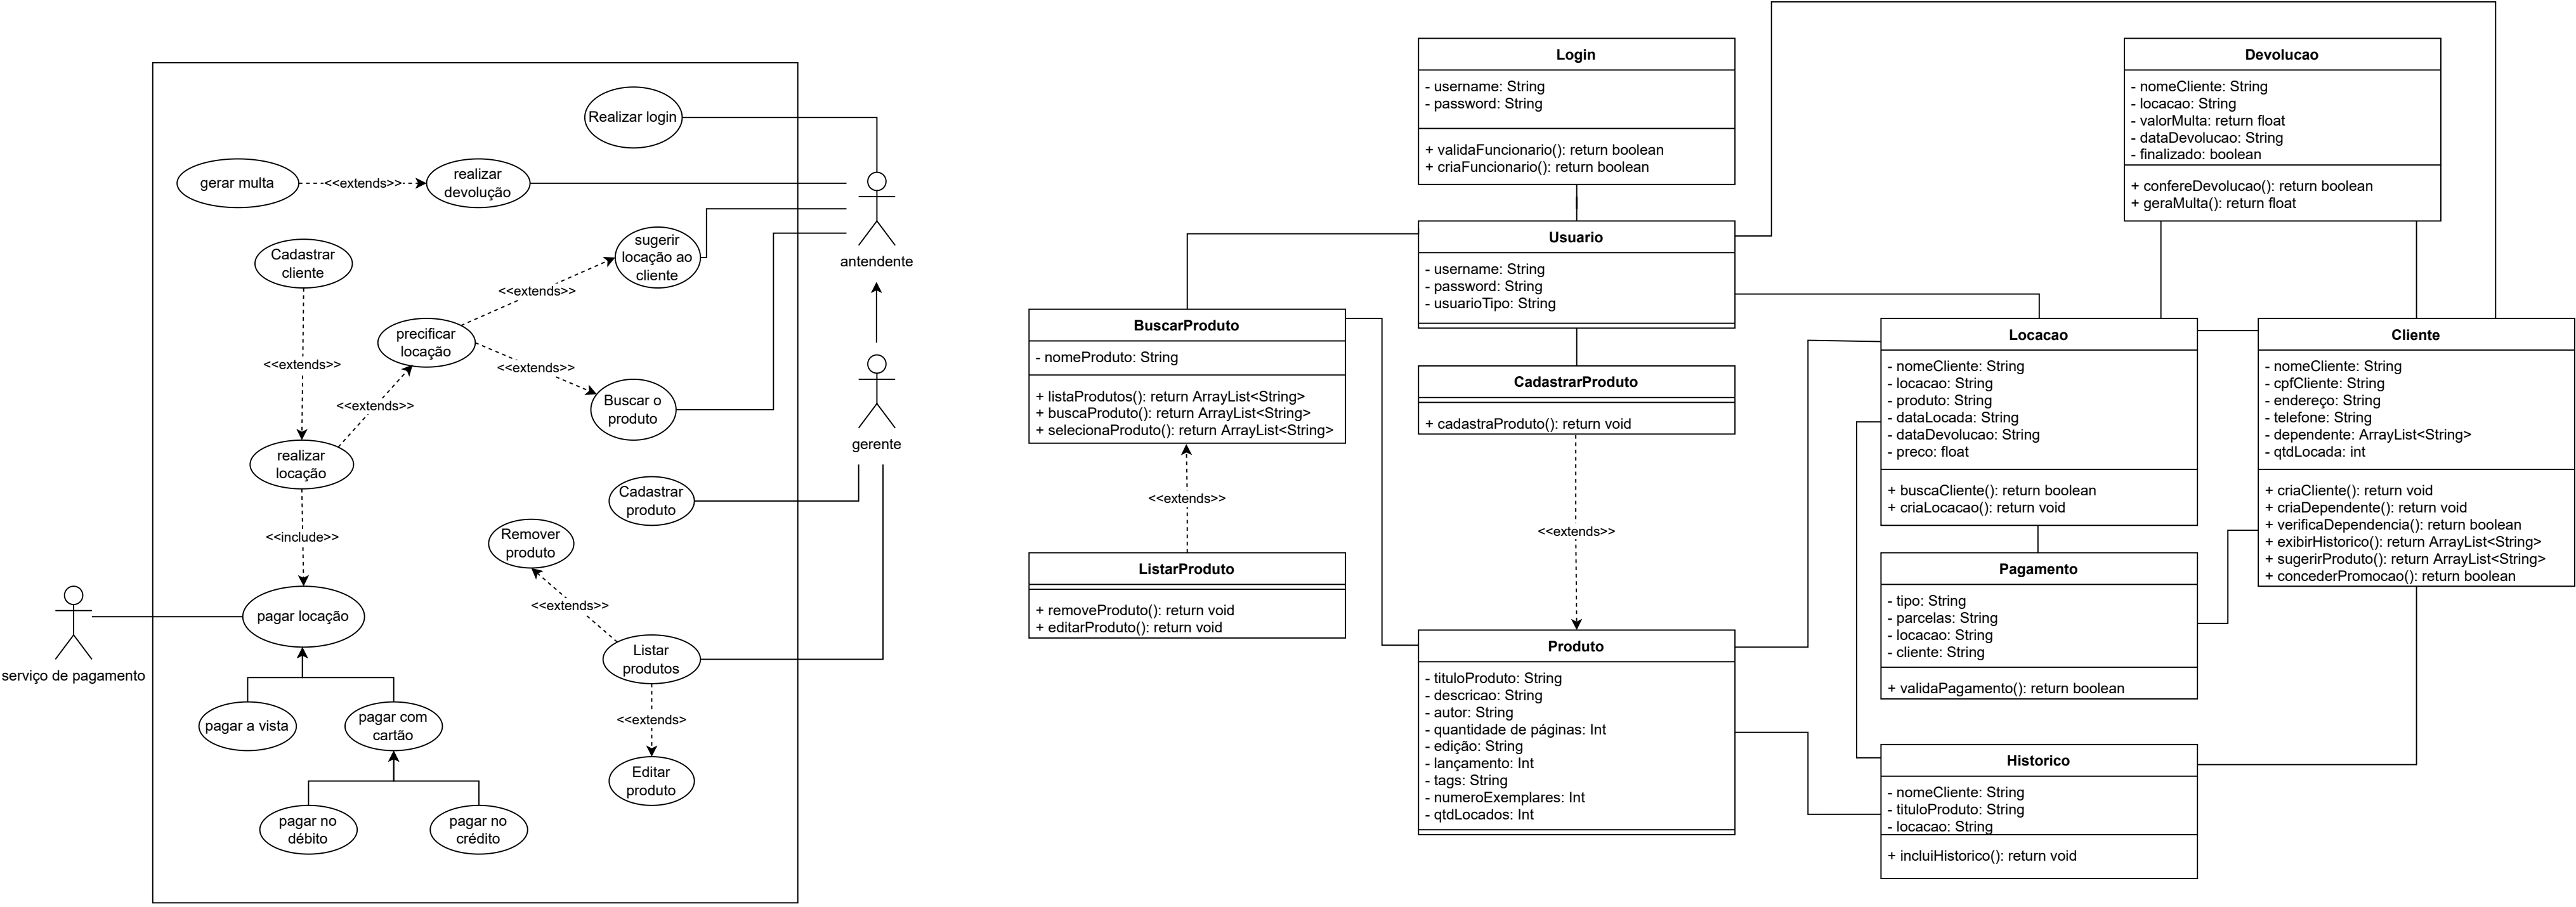 Realizar login
gerar multa
<<extends>>
realizar
devolução
antendente
Cadastrar
cliente
sugerir
locação ao
cliente
<<extends>>
precificar
locação
<<extends>>
<<extends>>
<<extends>>
Buscar o
produto
gerente
realizar
locação
Cadastrar
produto
<<include>>
Remover
produto
<<extends>>
pagar locação
serviço de pagamento
Listar
produtos
pagar a vista
pagar com
cartão
<<extends>
Editar
produto
pagar no
débito
pagar no
crédito
Login
- username: String
- password: String
+ validaFuncionario(): return boolean
+ criaFuncionario(): return boolean
Devolucao
- nomeCliente: String
- locacao: String
- valorMulta: return float
- dataDevolucao: String
- finalizado: boolean
+ confereDevolucao(): return boolean
+ geraMulta(): return float
Usuario
- username: String
- password: String
- usuarioTipo: String
BuscarProduto
- nomeProduto: String
+ listaProdutos(): return ArrayList<String>
+ buscaProduto(): return ArrayList<String>
+ selecionaProduto(): return ArrayList<String>
CadastrarProduto
+ cadastraProduto(): return void
Locacao
- nomeCliente: String
- locacao: String
- produto: String
- dataLocada: String
- dataDevolucao: String
- preco: float
+ buscaCliente(): return boolean
+ criaLocacao(): return void
Cliente
- nomeCliente: String
- cpfCliente: String
- endereço: String
- telefone: String
- dependente: ArrayList<String>
- qtdLocada: int
+ criaCliente(): return void
+ criaDependente(): return void
+ verificaDependencia(): return boolean
+ exibirHistorico(): return ArrayList<String>
+ sugerirProduto(): return ArrayList<String>
+ concederPromocao(): return boolean
<<extends>>
<<extends>>
ListarProduto
+ removeProduto(): return void
+ editarProduto(): return void
Pagamento
- tipo: String
- parcelas: String
- locacao: String
- cliente: String
+ validaPagamento(): return boolean
Produto
- tituloProduto: String
- descricao: String
- autor: String
- quantidade de páginas: Int
- edição: String
- lançamento: Int
- tags: String
- numeroExemplares: Int
- qtdLocados: Int
Historico
- nomeCliente: String
- tituloProduto: String
- locacao: String
+ incluiHistorico(): return void